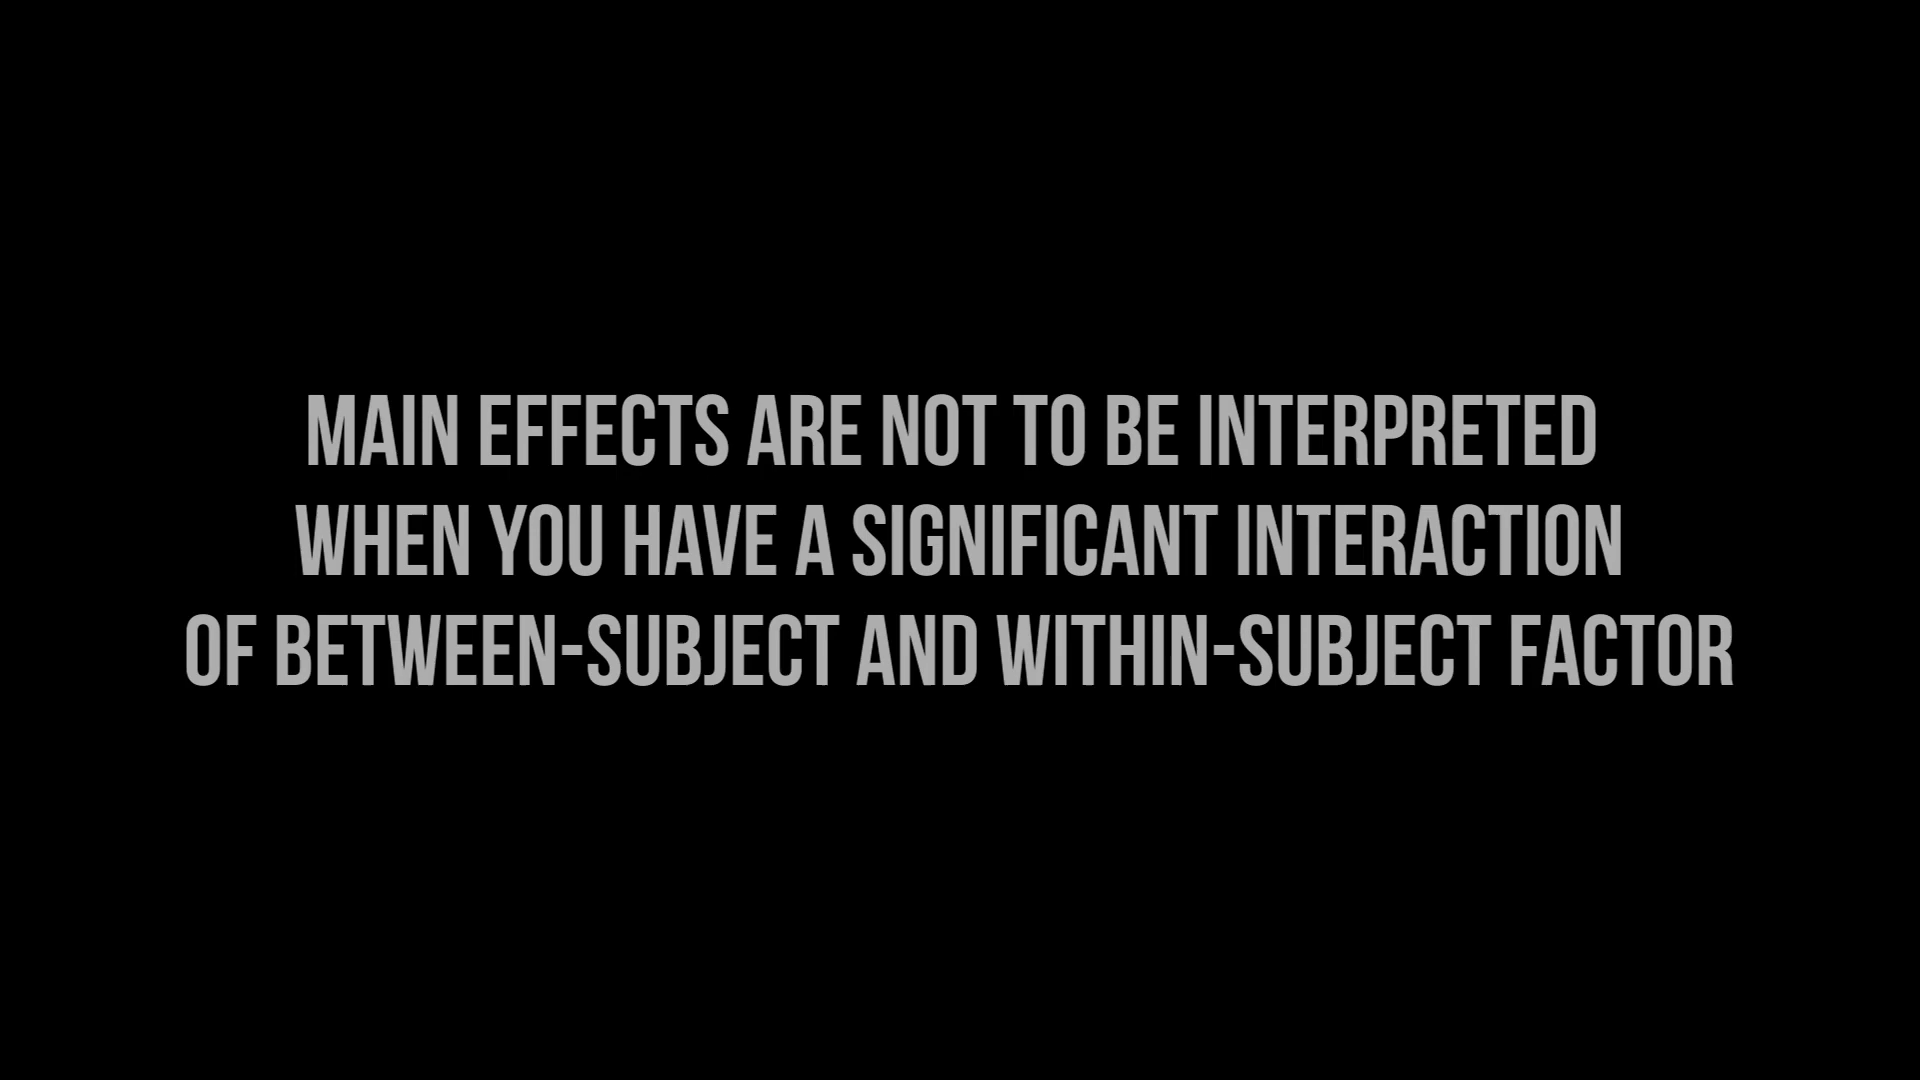 MAIN EFFECTS ARE NOT TO BE INTERPRETED
WHEN YOU HAVE A SIGNIFICANT INTERACTION
OF BETWEEN-SUBJECT AND WITHIN-SUBJECT FACTOR